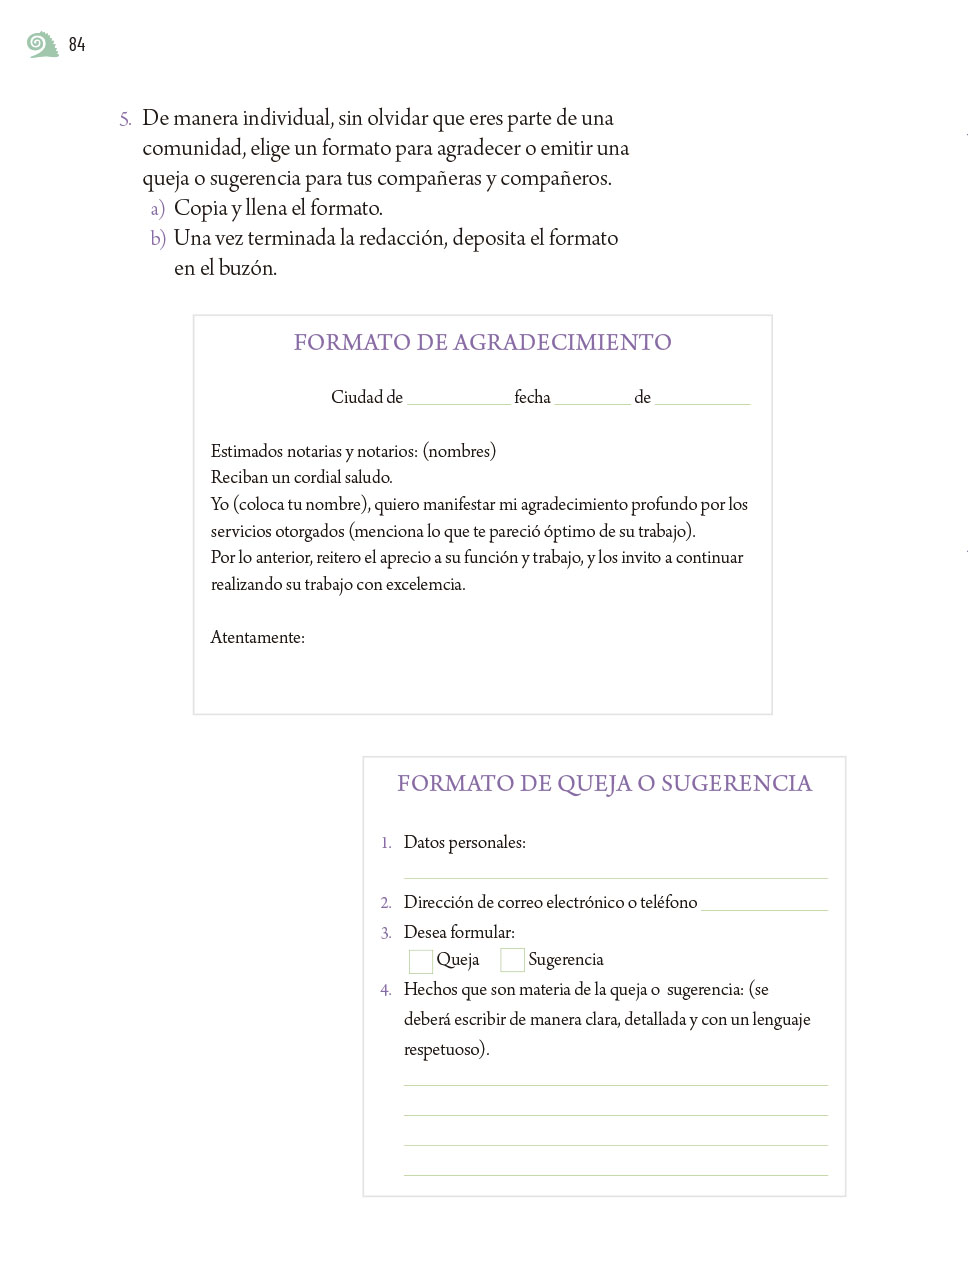 84
5. De manera individual, sin olvidar que eres parte de una
comunidad, elige un formato para agradecer o emitir una
queja o sugerencia para tus compañeras y compañeros.
a) Copia y llena el formato.
b) Una vez terminada la redacción, deposita el formato
en el buzón.
FORMATO DE AGRADECIMIENTO
Ciudad de ___________ fecha ________ de __________
Estimados notarias y notarios: (nombres)
Reciban un cordial saludo.
Yo (coloca tu nombre), quiero manifestar mi agradecimiento profundo por los
servicios otorgados (menciona lo que te pareció óptimo de su trabajo).
Por lo anterior, reitero el aprecio a su función y trabajo, y los invito a continuar
realizando su trabajo con excelemcia.
Atentamente:
FORMATO DE QUEJA O SUGERENCIA
1. Datos personales:
2. Dirección de correo electrónico o teléfono _____________
3. Desea formular:
Queja Sugerencia
4. Hechos que son materia de la queja o sugerencia: (se
deberá escribir de manera clara, detallada y con un lenguaje
respetuoso).